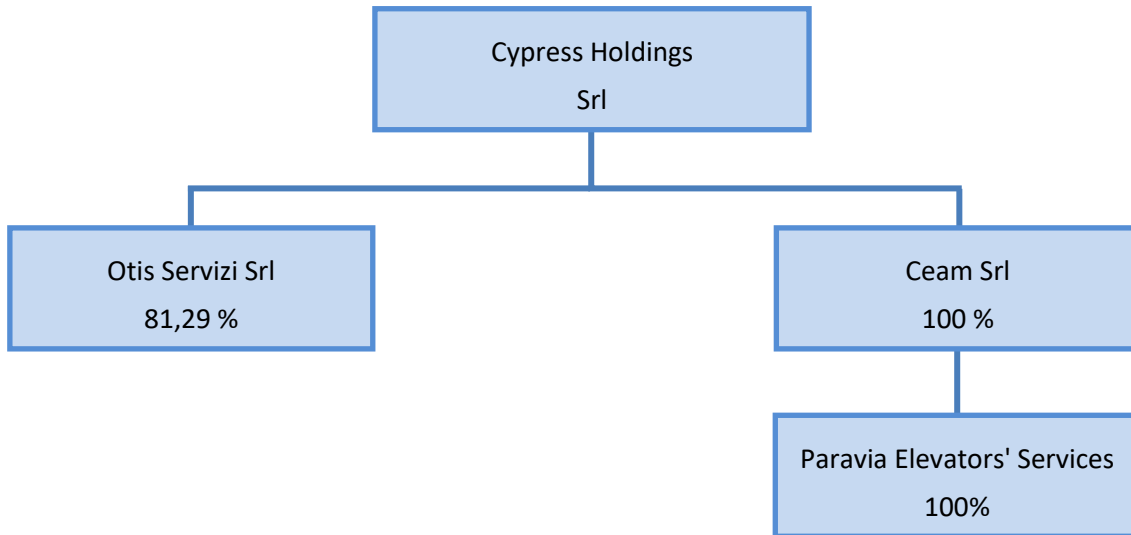 Cypress Holdings
Srl
Otis Servizi Srl
81,29 %
Ceam Srl
100 %
Paravia Elevators' Services
100%